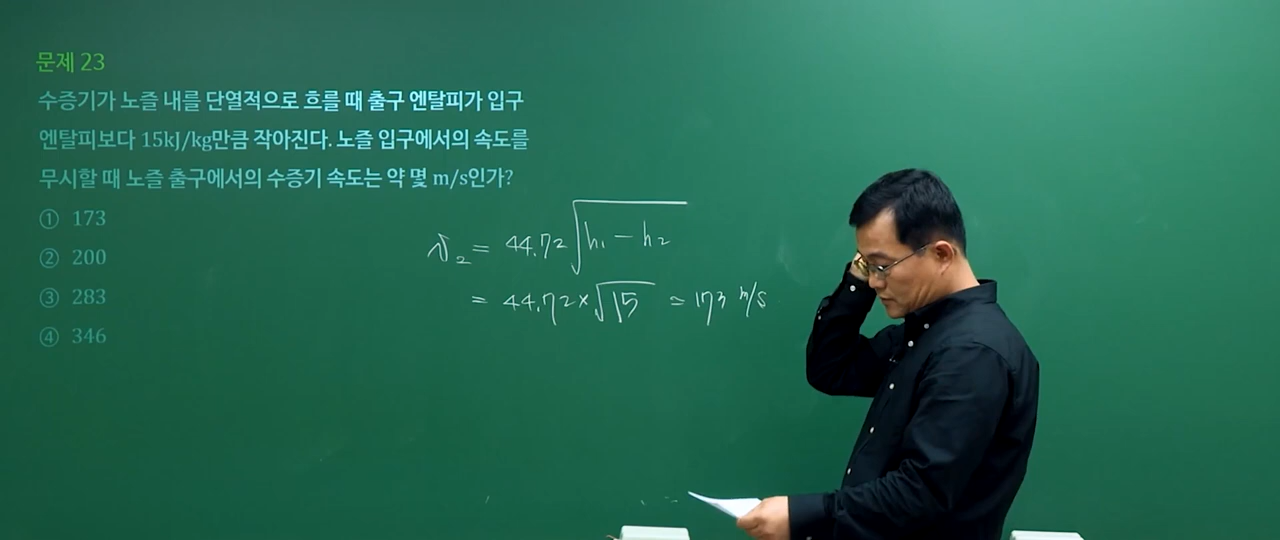 문제 23
수증기가 노즐 내를 단열적으로 흐를 때 출구 엔탈피가 입구
엔탈피보다 15kJ/kg만큼 작아진다. 노즐 입구에서의 속도를
무시할 때 노즐 출구에서의 수증기 속도는 약 몇 m/s인가?
① 173
② 200
③ 283
④ 346
v₂ = 44.72√(h₁ − h₂)
= 44.72×√15 ≃ 173 m/s